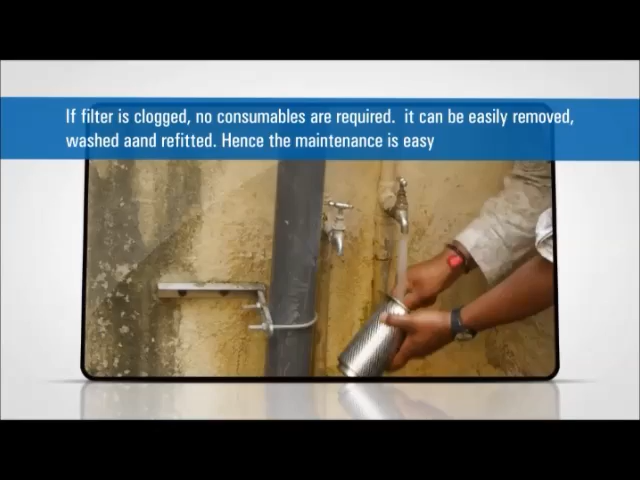 If filter is clogged, no consumables are required.  it can be easily removed,
washed aand refitted. Hence the maintenance is easy